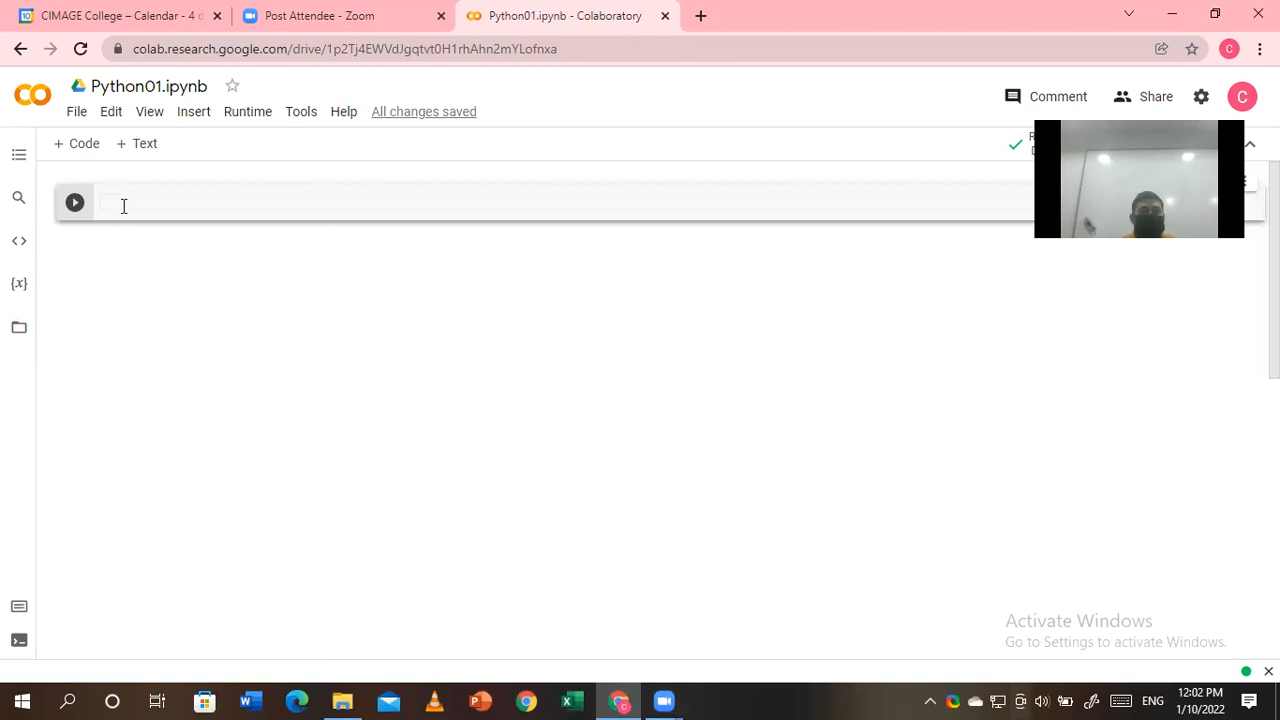 CIMAGE College – Calendar - 4 d
Post Attendee - Zoom
Python01.ipynb - Colaboratory
colab.research.google.com/drive/1p2Tj4EWVdJgqtvt0H1rhAhn2mYLofnxa
C
Python01.ipynb
File Edit View Insert Runtime Tools Help All changes saved
Comment Share C
+ Code + Text
{x}
Activate Windows
Go to Settings to activate Windows.
ENG
12:02 PM
1/10/2022